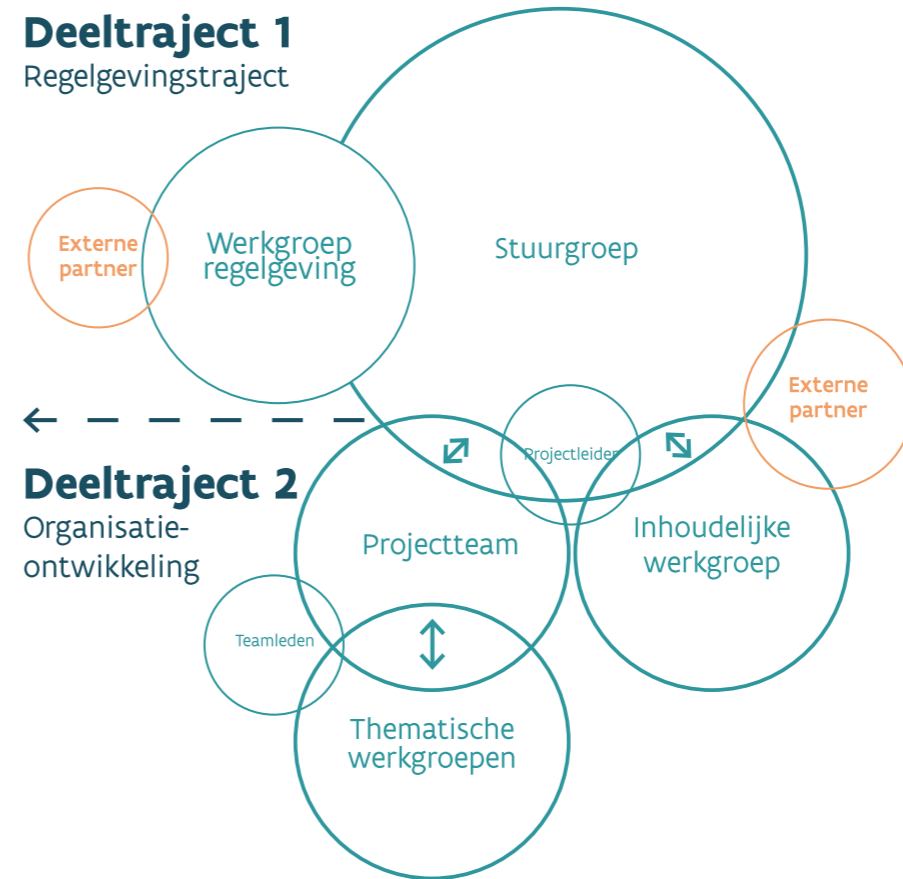 Deeltraject 1
Regelgevingstraject
Externe
partner
Werkgroep
regelgeving
Stuurgroep
Externe
partner
Projectleider
Deeltraject 2
Organisatie-
ontwikkeling
Projectteam
Inhoudelijke
werkgroep
Teamleden
Thematische
werkgroepen